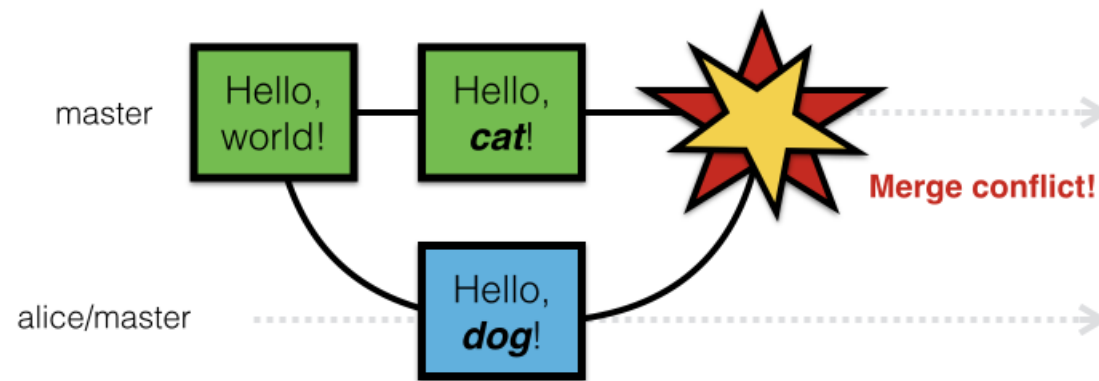 master
Hello,
world!
Hello,
cat!
Merge conflict!
alice/master
Hello,
dog!